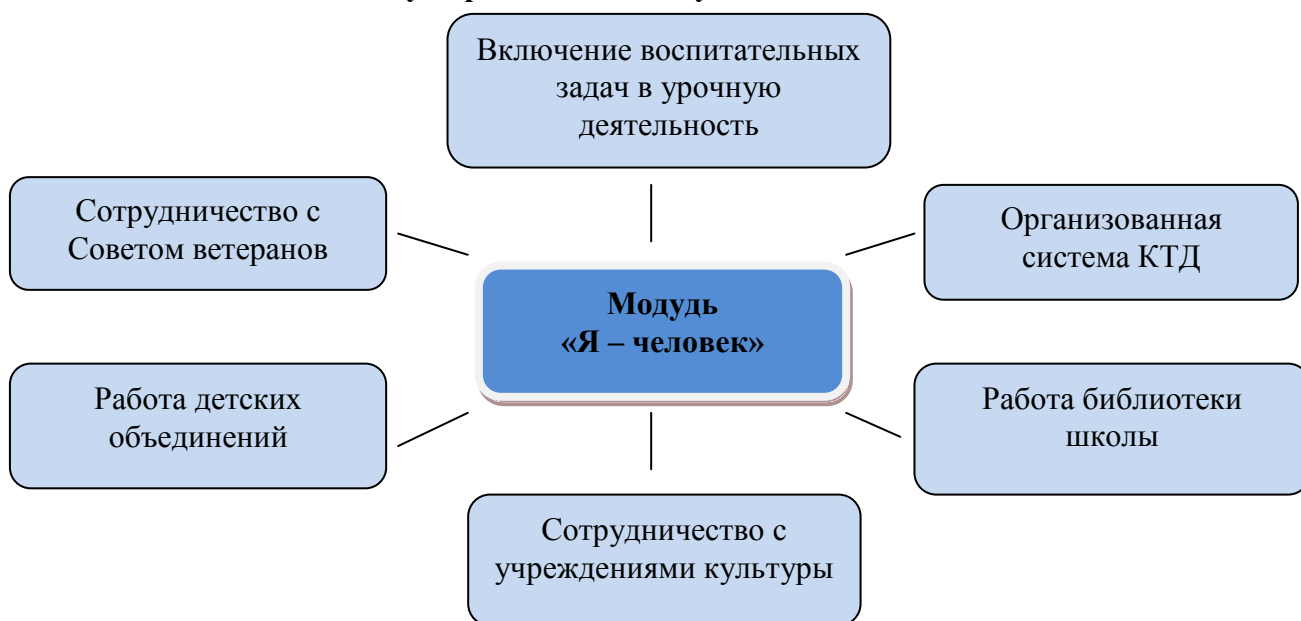 Включение воспитательных
задач в урочную
деятельность
Сотрудничество с
Советом ветеранов
Организованная
система КТД
Модудь
«Я – человек»
Работа детских
объединений
Работа библиотеки
школы
Сотрудничество с
учреждениями культуры